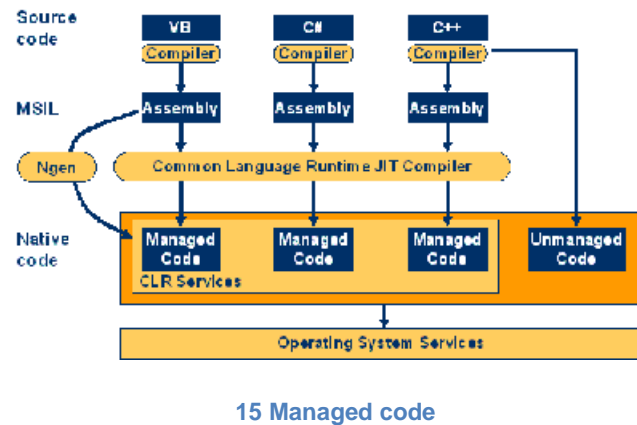 Source
code
VB
C#
C++
Compiler
Compiler
Compiler
MSIL
Assembly
Assembly
Assembly
Ngen
Common Language Runtime JIT Compiler
Native
code
Managed
Code
Managed
Code
Managed
Code
Unmanaged
Code
CLR Services
Operating System Services
15 Managed code